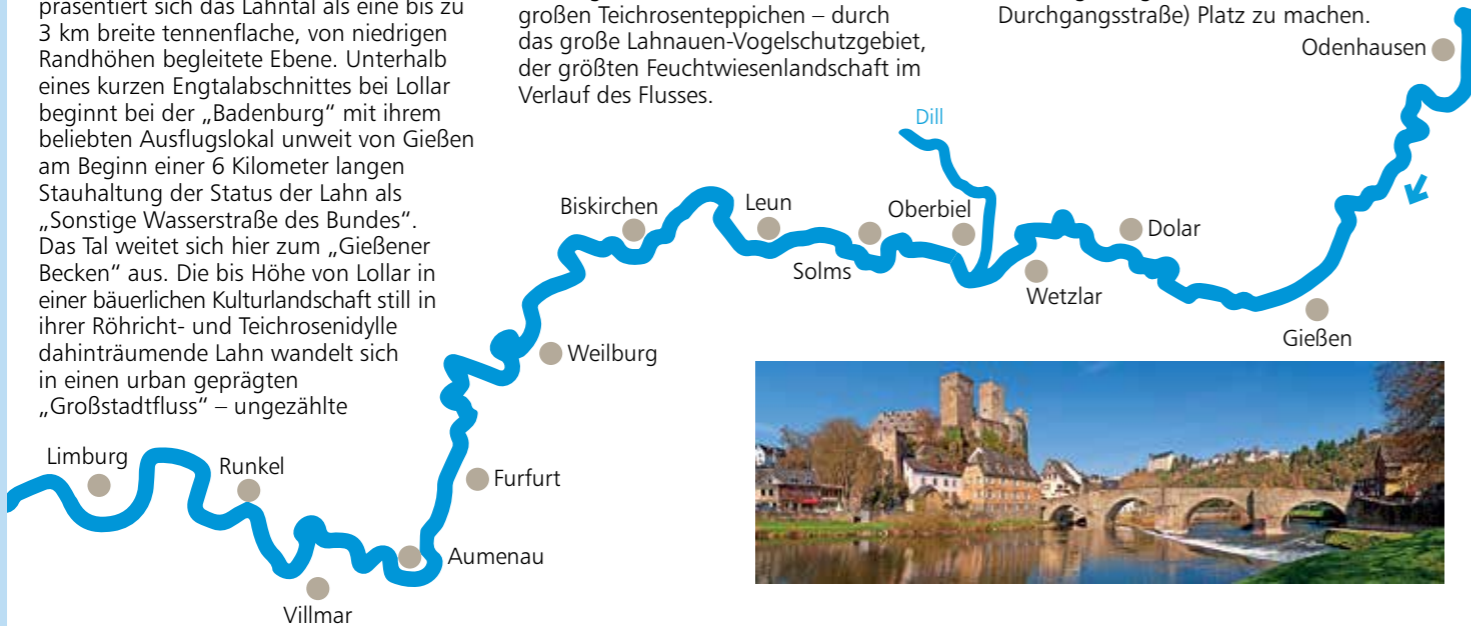 präsentiert sich das Lahntal als eine bis zu
3 km breite tennenflache, von niedrigen
Randhöhen begleitete Ebene. Unterhalb
eines kurzen Engtalabschnittes bei Lollar
beginnt bei der „Badenburg“ mit ihrem
beliebten Ausflugslokal unweit von Gießen
am Beginn einer 6 Kilometer langen
Stauhaltung der Status der Lahn als
„Sonstige Wasserstraße des Bundes“.
Das Tal weitet sich hier zum „Gießener
Becken“ aus. Die bis Höhe von Lollar in
einer bäuerlichen Kulturlandschaft still in
ihrer Röhricht- und Teichrosenidylle
dahinträumende Lahn wandelt sich
in einen urban geprägten
„Großstadtfluss“ – ungezählte
großen Teichrosenteppichen – durch
das große Lahnauen-Vogelschutzgebiet,
der größten Feuchtwiesenlandschaft im
Verlauf des Flusses.
Durchgangsstraße) Platz zu machen.
Odenhausen
Dill
Biskirchen
Leun
Oberbiel
Dolar
Solms
Wetzlar
Gießen
Weilburg
Limburg
Runkel
Furfurt
Aumenau
Villmar